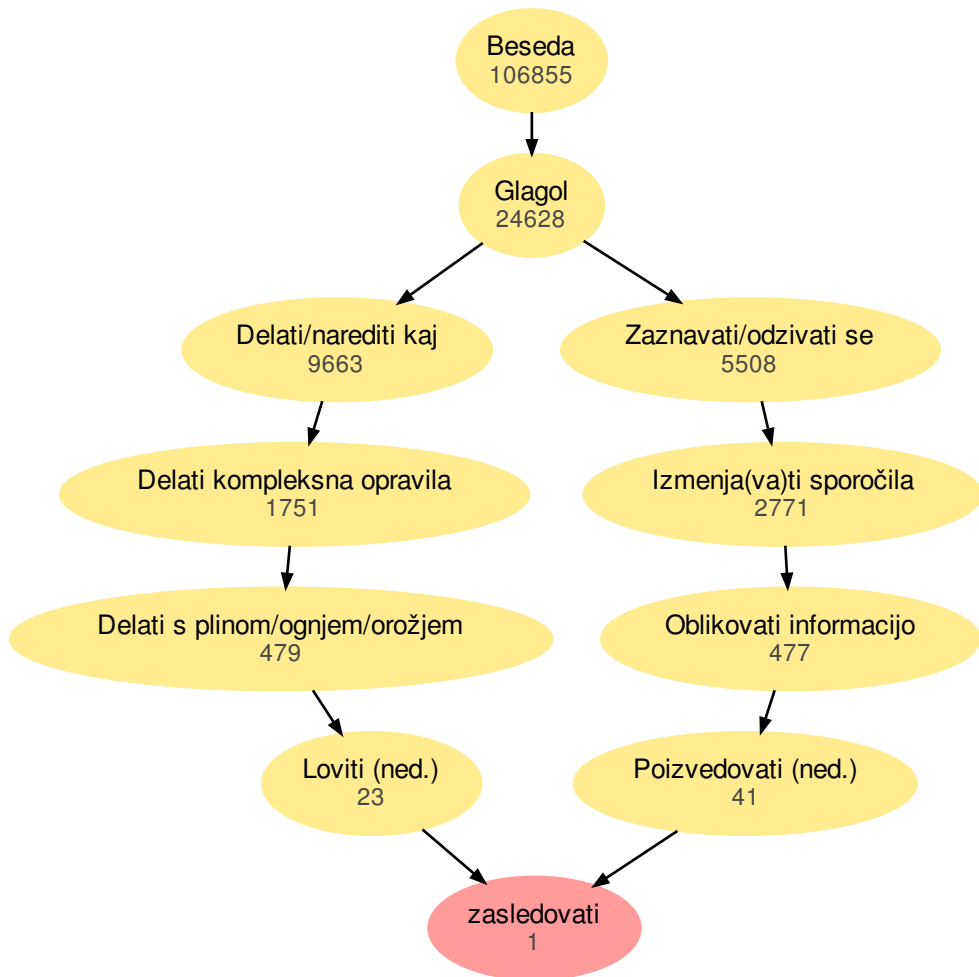 Beseda
106855
Glagol
24628
Delati/narediti kaj
9663
Zaznavati/odzivati se
5508
Delati kompleksna opravila
1751
Izmenja(va)ti sporočila
2771
Delati s plinom/ognjem/orožjem
479
Oblikovati informacijo
477
Loviti (ned.)
23
Poizvedovati (ned.)
41
zasledovati
1